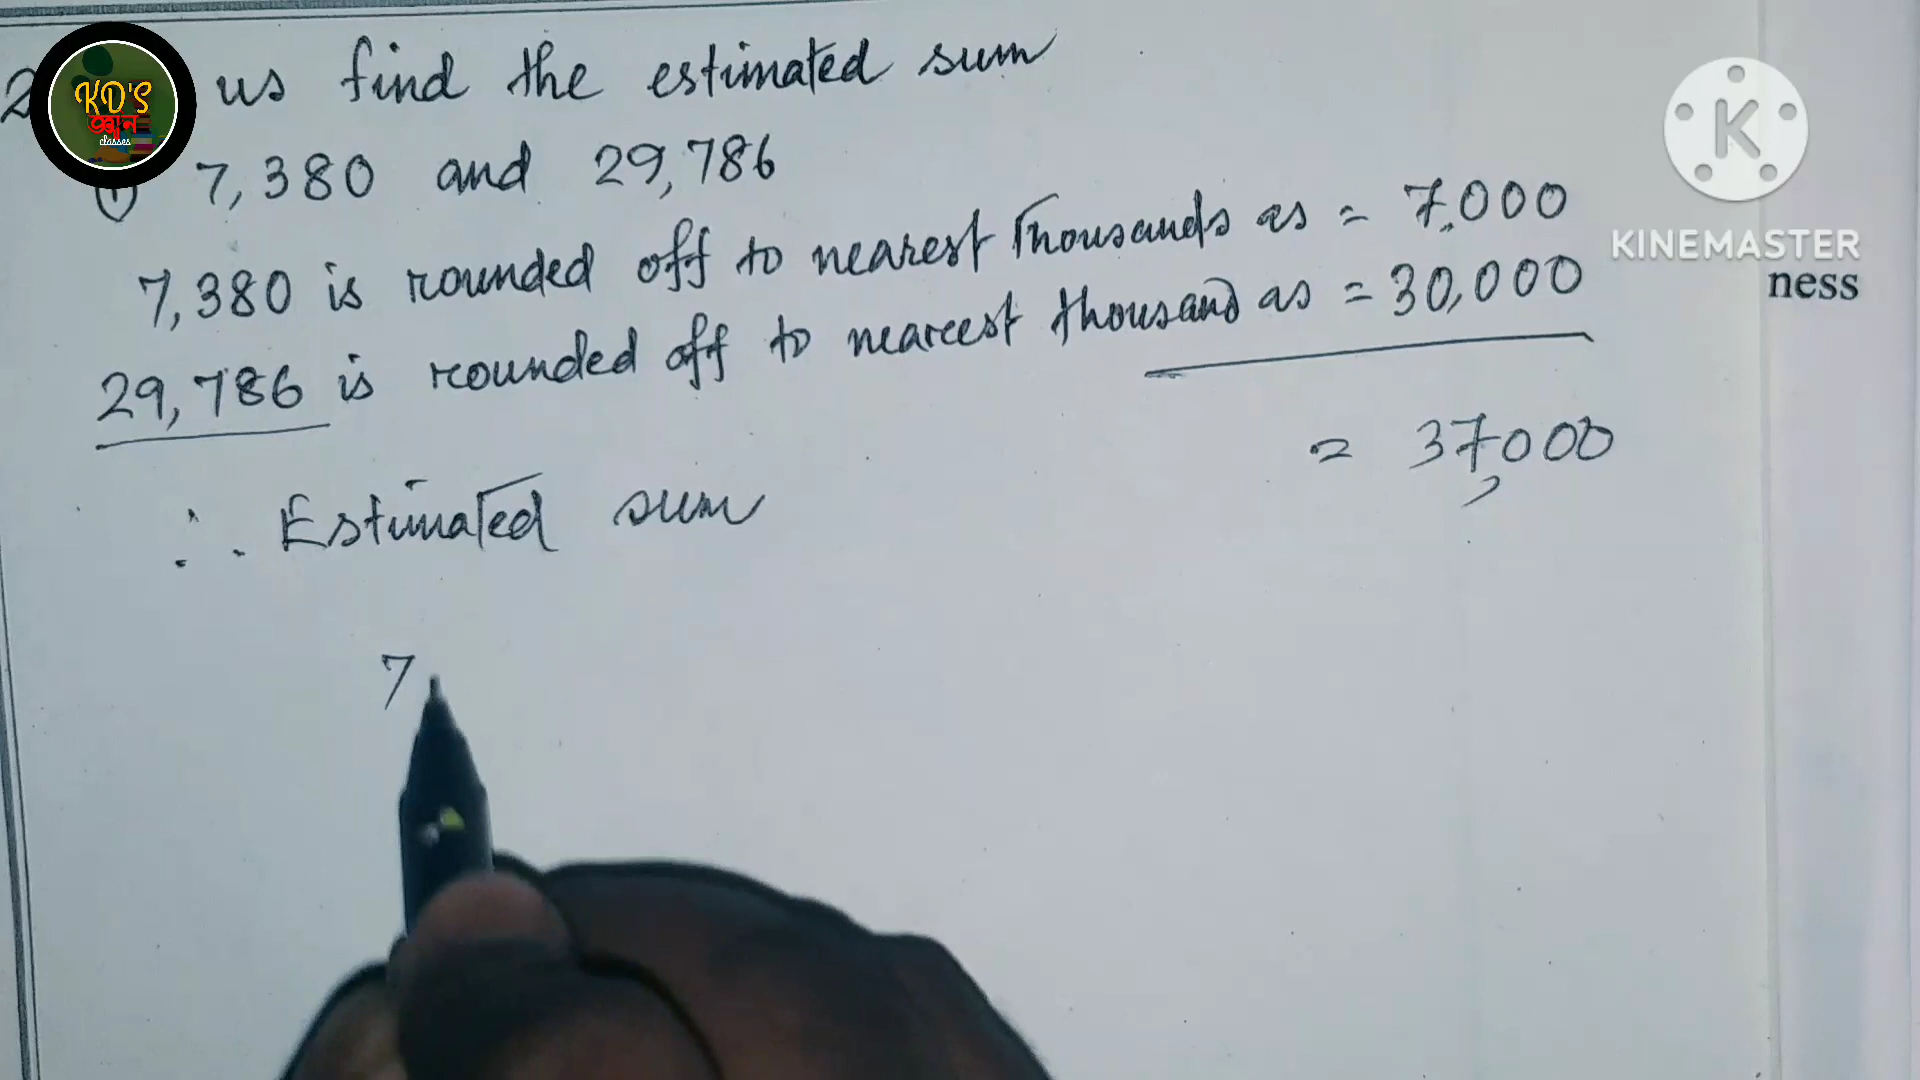 2 us find the estimated sum
KD'S
জ্ঞান
classes
7,380 and 29,786
K
KINEMASTER
ness
7,380 is rounded off to nearest Thousands as = 7,000
29,786 is rounded off to nearest thousand as = 30,000
= 37,000
∴ Estimated sum
7